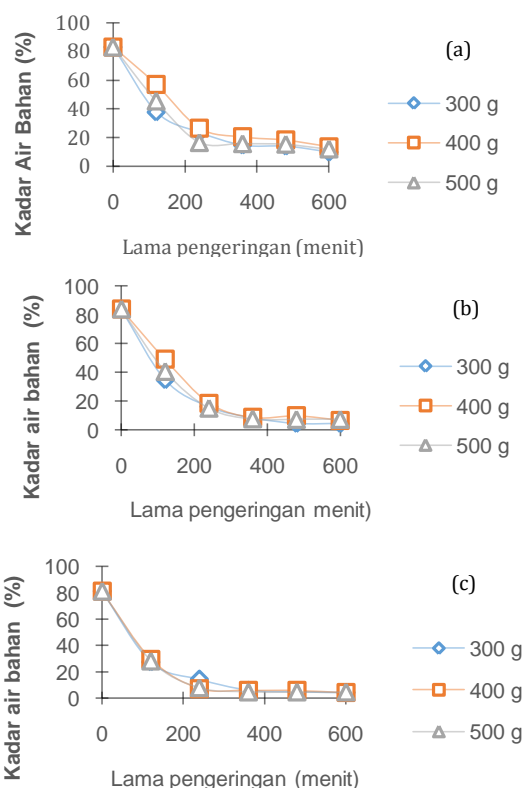 Kadar Air Bahan (%)
100
80
60
40
20
0
0 200 400 600
Lama pengeringan (menit)
(a)
300 g
400 g
500 g
Kadar air bahan (%)
100
80
60
40
20
0
0 200 400 600
Lama pengeringan menit)
(b)
300 g
400 g
500 g
Kadar air bahan (%)
100
80
60
40
20
0
0 200 400 600
Lama pengeringan (menit)
(c)
300 g
400 g
500 g